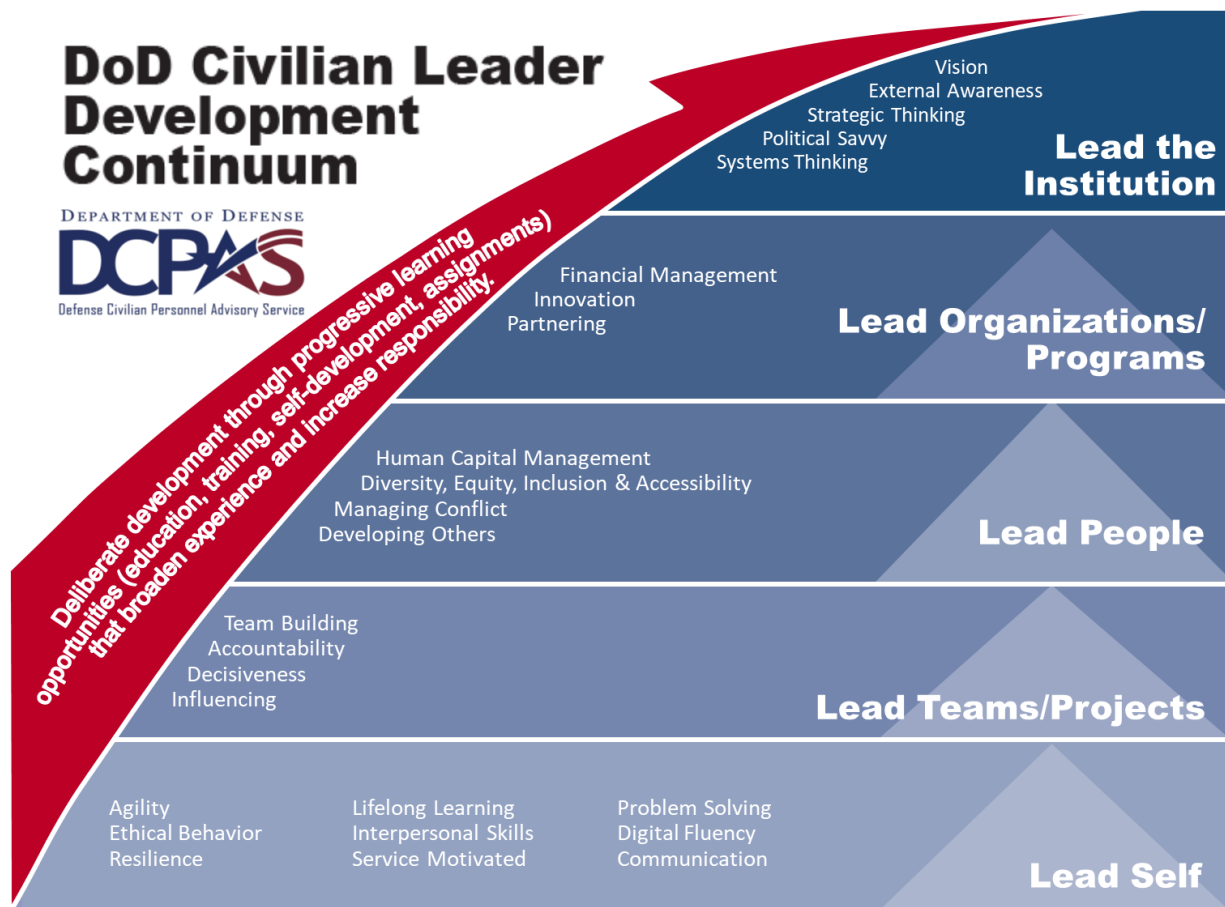 DoD Civilian Leader
Development
Continuum
DEPARTMENT OF DEFENSE
DCPAS
Defense Civilian Personnel Advisory Service
Deliberate development through progressive learning
opportunities (education, training, self-development, assignments)
that broaden experience and increase responsibility.
Vision
External Awareness
Strategic Thinking
Political Savvy
Systems Thinking
Lead the
Institution
Financial Management
Innovation
Partnering
Lead Organizations/
Programs
Human Capital Management
Diversity, Equity, Inclusion & Accessibility
Managing Conflict
Developing Others
Lead People
Team Building
Accountability
Decisiveness
Influencing
Lead Teams/Projects
Agility
Ethical Behavior
Resilience
Lifelong Learning
Interpersonal Skills
Service Motivated
Problem Solving
Digital Fluency
Communication
Lead Self